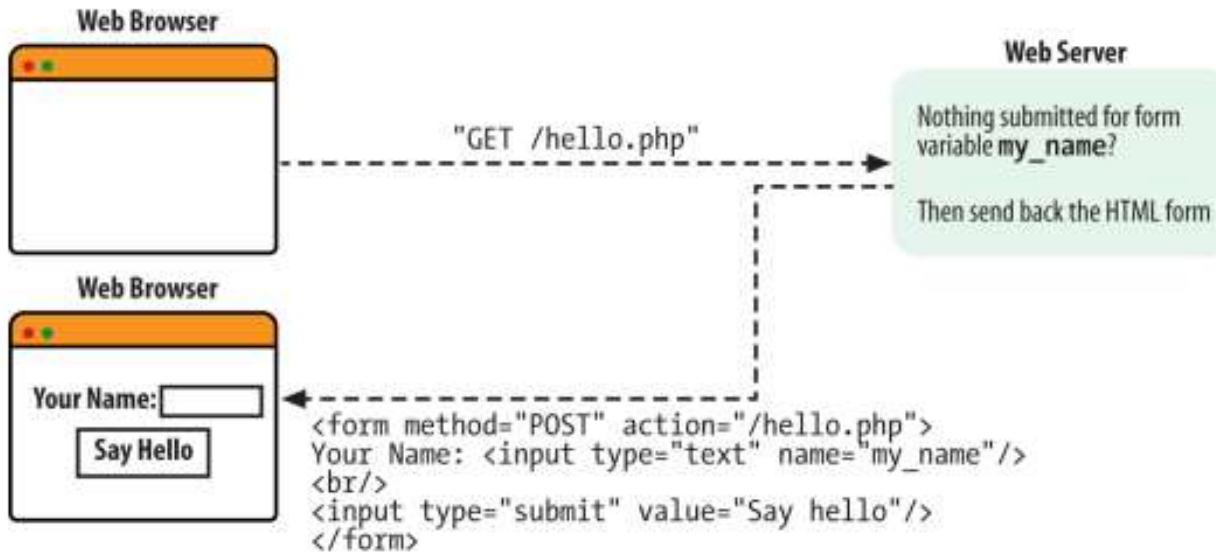 Web Browser
Web Server
"GET /hello.php"
Nothing submitted for form
variable my_name?
Then send back the HTML form
Web Browser
Your Name:
Say Hello
<form method="POST" action="/hello.php">
Your Name: <input type="text" name="my_name"/>
<br/>
<input type="submit" value="Say hello"/>
</form>